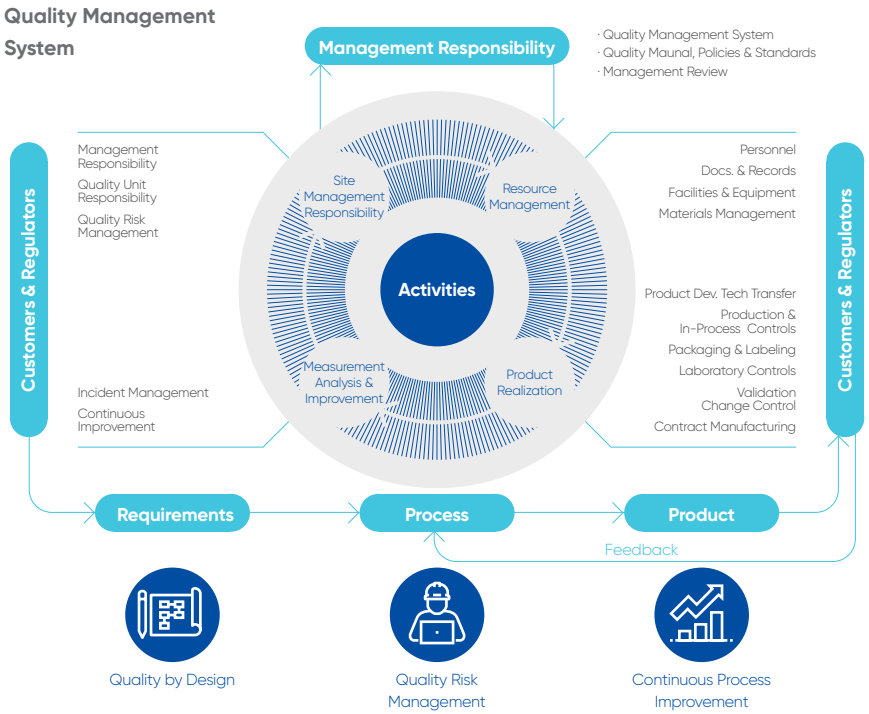 Quality Management
System
Management Responsibility
· Quality Management System
· Quality Maunal, Policies & Standards
· Management Review
Customers & Regulators
Management
Responsibility
Quality Unit
Responsibility
Quality Risk
Management
Incident Management
Continuous
Improvement
Site
Management
Responsibility
Resource
Management
Activities
Measurement
Analysis &
Improvement
Product
Realization
Personnel
Docs. & Records
Facilities & Equipment
Materials Management
Product Dev. Tech Transfer
Production &
In-Process Controls
Packaging & Labeling
Laboratory Controls
Validation
Change Control
Contract Manufacturing
Customers & Regulators
Requirements
Process
Product
Feedback
Quality by Design
Quality Risk
Management
Continuous Process
Improvement